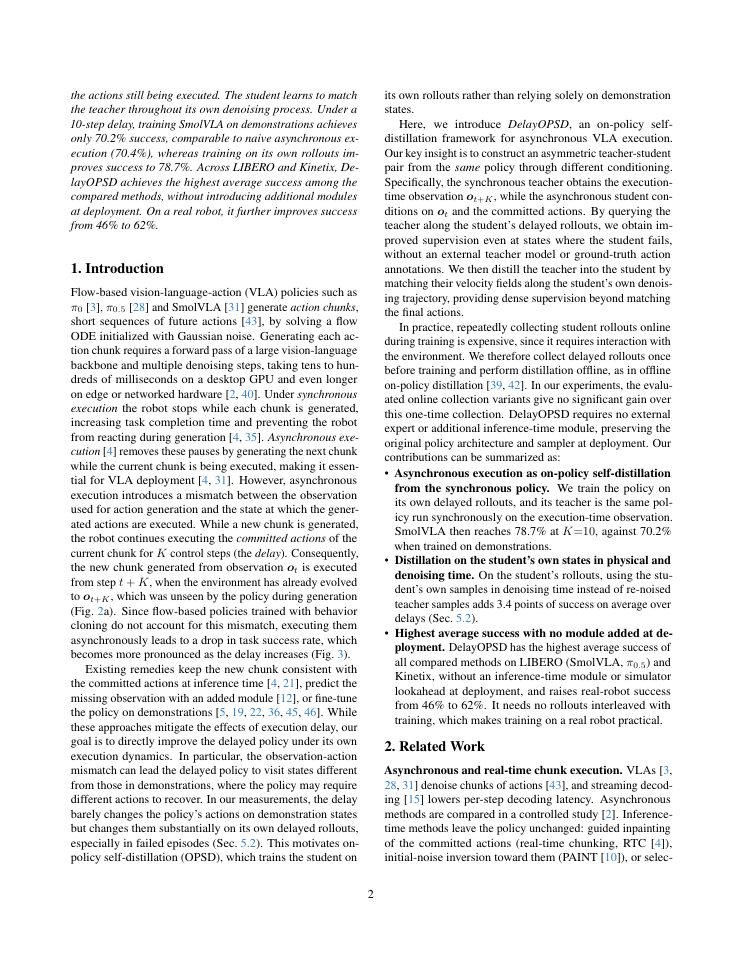 the actions still being executed. The student learns to match
the teacher throughout its own denoising process. Under a
10-step delay, training SmolVLA on demonstrations achieves
only 70.2% success, comparable to naive asynchronous ex-
ecution (70.4%), whereas training on its own rollouts im-
proves success to 78.7%. Across LIBERO and Kinetix, De-
layOPSD achieves the highest average success among the
compared methods, without introducing additional modules
at deployment. On a real robot, it further improves success
from 46% to 62%.
1. Introduction
Flow-based vision-language-action (VLA) policies such as
π0 [3], π0.5 [28] and SmolVLA [31] generate action chunks,
short sequences of future actions [43], by solving a flow
ODE initialized with Gaussian noise. Generating each ac-
tion chunk requires a forward pass of a large vision-language
backbone and multiple denoising steps, taking tens to hun-
dreds of milliseconds on a desktop GPU and even longer
on edge or networked hardware [2, 40]. Under synchronous
execution the robot stops while each chunk is generated,
increasing task completion time and preventing the robot
from reacting during generation [4, 35]. Asynchronous exe-
cution [4] removes these pauses by generating the next chunk
while the current chunk is being executed, making it essen-
tial for VLA deployment [4, 31]. However, asynchronous
execution introduces a mismatch between the observation
used for action generation and the state at which the gener-
ated actions are executed. While a new chunk is generated,
the robot continues executing the committed actions of the
current chunk for K control steps (the delay). Consequently,
the new chunk generated from observation ot is executed
from step t + K, when the environment has already evolved
to ot+K, which was unseen by the policy during generation
(Fig. 2a). Since flow-based policies trained with behavior
cloning do not account for this mismatch, executing them
asynchronously leads to a drop in task success rate, which
becomes more pronounced as the delay increases (Fig. 3).
Existing remedies keep the new chunk consistent with
the committed actions at inference time [4, 21], predict the
missing observation with an added module [12], or fine-tune
the policy on demonstrations [5, 19, 22, 36, 45, 46]. While
these approaches mitigate the effects of execution delay, our
goal is to directly improve the delayed policy under its own
execution dynamics. In particular, the observation-action
mismatch can lead the delayed policy to visit states different
from those in demonstrations, where the policy may require
different actions to recover. In our measurements, the delay
barely changes the policy's actions on demonstration states
but changes them substantially on its own delayed rollouts,
especially in failed episodes (Sec. 5.2). This motivates on-
policy self-distillation (OPSD), which trains the student on
its own rollouts rather than relying solely on demonstration
states.
Here, we introduce DelayOPSD, an on-policy self-
distillation framework for asynchronous VLA execution.
Our key insight is to construct an asymmetric teacher-student
pair from the same policy through different conditioning.
Specifically, the synchronous teacher obtains the execution-
time observation ot+K, while the asynchronous student con-
ditions on ot and the committed actions. By querying the
teacher along the student's delayed rollouts, we obtain im-
proved supervision even at states where the student fails,
without an external teacher model or ground-truth action
annotations. We then distill the teacher into the student by
matching their velocity fields along the student's own denois-
ing trajectory, providing dense supervision beyond matching
the final actions.
In practice, repeatedly collecting student rollouts online
during training is expensive, since it requires interaction with
the environment. We therefore collect delayed rollouts once
before training and perform distillation offline, as in offline
on-policy distillation [39, 42]. In our experiments, the evalu-
ated online collection variants give no significant gain over
this one-time collection. DelayOPSD requires no external
expert or additional inference-time module, preserving the
original policy architecture and sampler at deployment. Our
contributions can be summarized as:
• Asynchronous execution as on-policy self-distillation
from the synchronous policy. We train the policy on
its own delayed rollouts, and its teacher is the same pol-
icy run synchronously on the execution-time observation.
SmolVLA then reaches 78.7% at K=10, against 70.2%
when trained on demonstrations.
• Distillation on the student's own states in physical and
denoising time. On the student's rollouts, using the stu-
dent's own samples in denoising time instead of re-noised
teacher samples adds 3.4 points of success on average over
delays (Sec. 5.2).
• Highest average success with no module added at de-
ployment. DelayOPSD has the highest average success of
all compared methods on LIBERO (SmolVLA, π0.5) and
Kinetix, without an inference-time module or simulator
lookahead at deployment, and raises real-robot success
from 46% to 62%. It needs no rollouts interleaved with
training, which makes training on a real robot practical.
2. Related Work
Asynchronous and real-time chunk execution. VLAs [3,
28, 31] denoise chunks of actions [43], and streaming decod-
ing [15] lowers per-step decoding latency. Asynchronous
methods are compared in a controlled study [2]. Inference-
time methods leave the policy unchanged: guided inpainting
of the committed actions (real-time chunking, RTC [4]),
initial-noise inversion toward them (PAINT [10]), or selec-
2